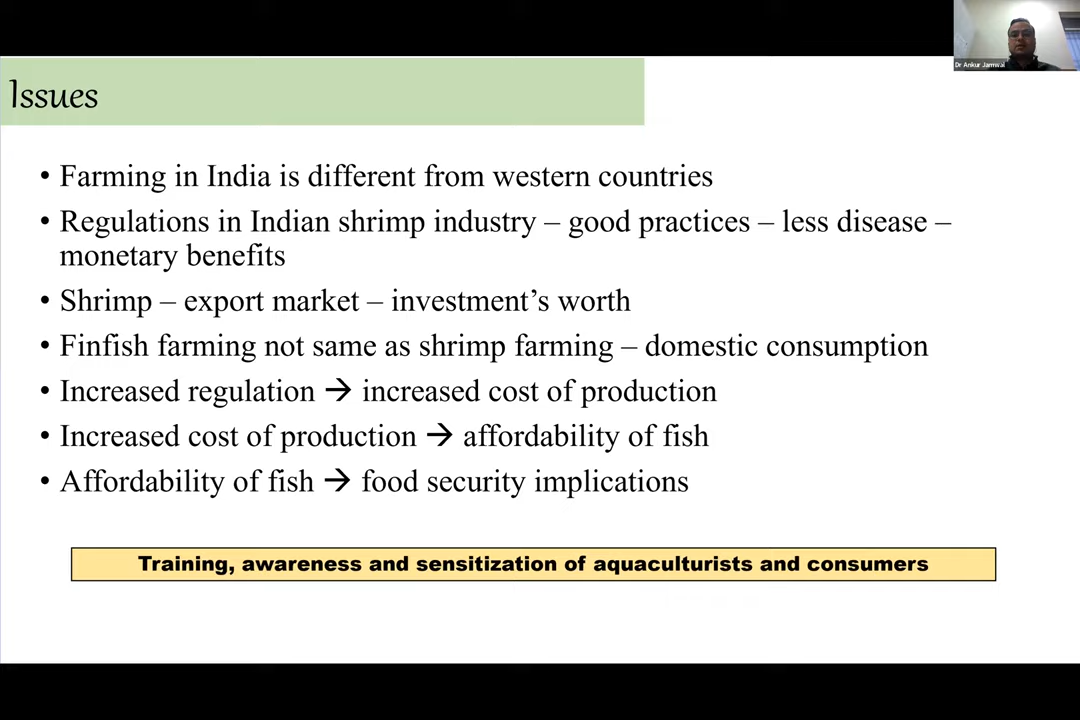 Dr Ankur Jamwal
Issues
• Farming in India is different from western countries
• Regulations in Indian shrimp industry – good practices – less disease –
monetary benefits
• Shrimp – export market – investment’s worth
• Finfish farming not same as shrimp farming – domestic consumption
• Increased regulation → increased cost of production
• Increased cost of production → affordability of fish
• Affordability of fish → food security implications
Training, awareness and sensitization of aquaculturists and consumers